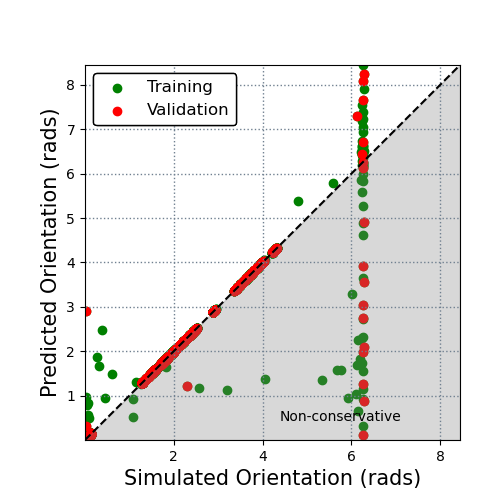 Training
Validation
Predicted Orientation (rads)
8
7
6
5
4
3
2
1
Non-conservative
2 4 6 8
Simulated Orientation (rads)